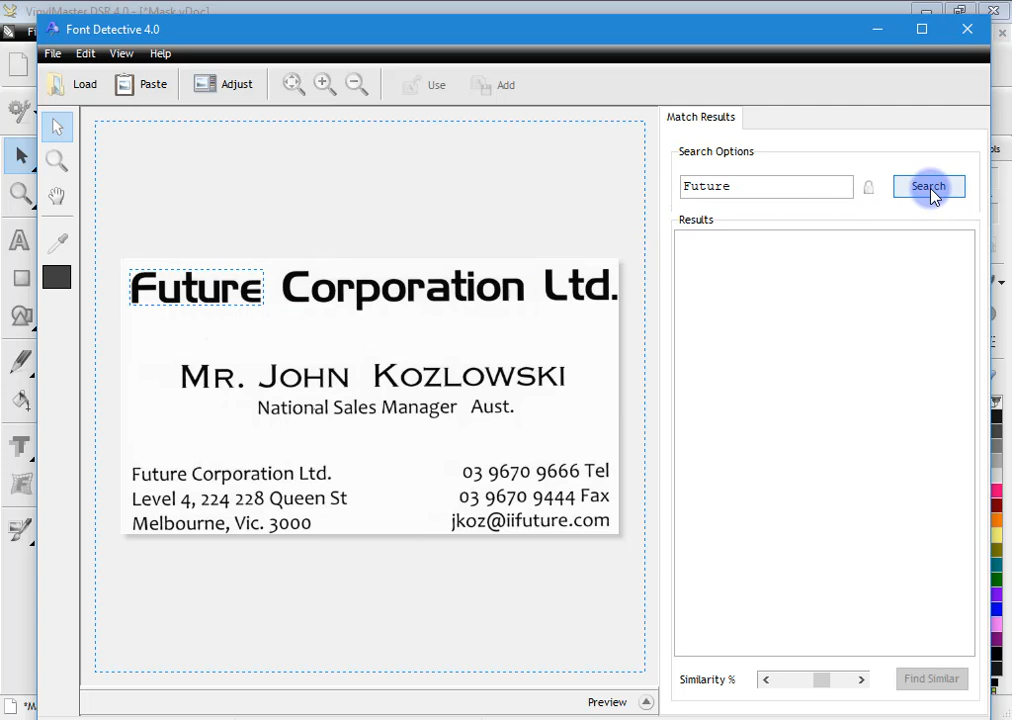 VinylMaster DSR 4.0 - [*Mask.vDoc]
Font Detective 4.0
File Edit View Help
Load Paste Adjust Use Add
Match Results
Search Options
Future Search
Results
Future Corporation Ltd.
Mr. John Kozlowski
National Sales Manager Aust.
Future Corporation Ltd.
Level 4, 224 228 Queen St
Melbourne, Vic. 3000
03 9670 9666 Tel
03 9670 9444 Fax
jkoz@iifuture.com
Similarity % Find Similar
Preview